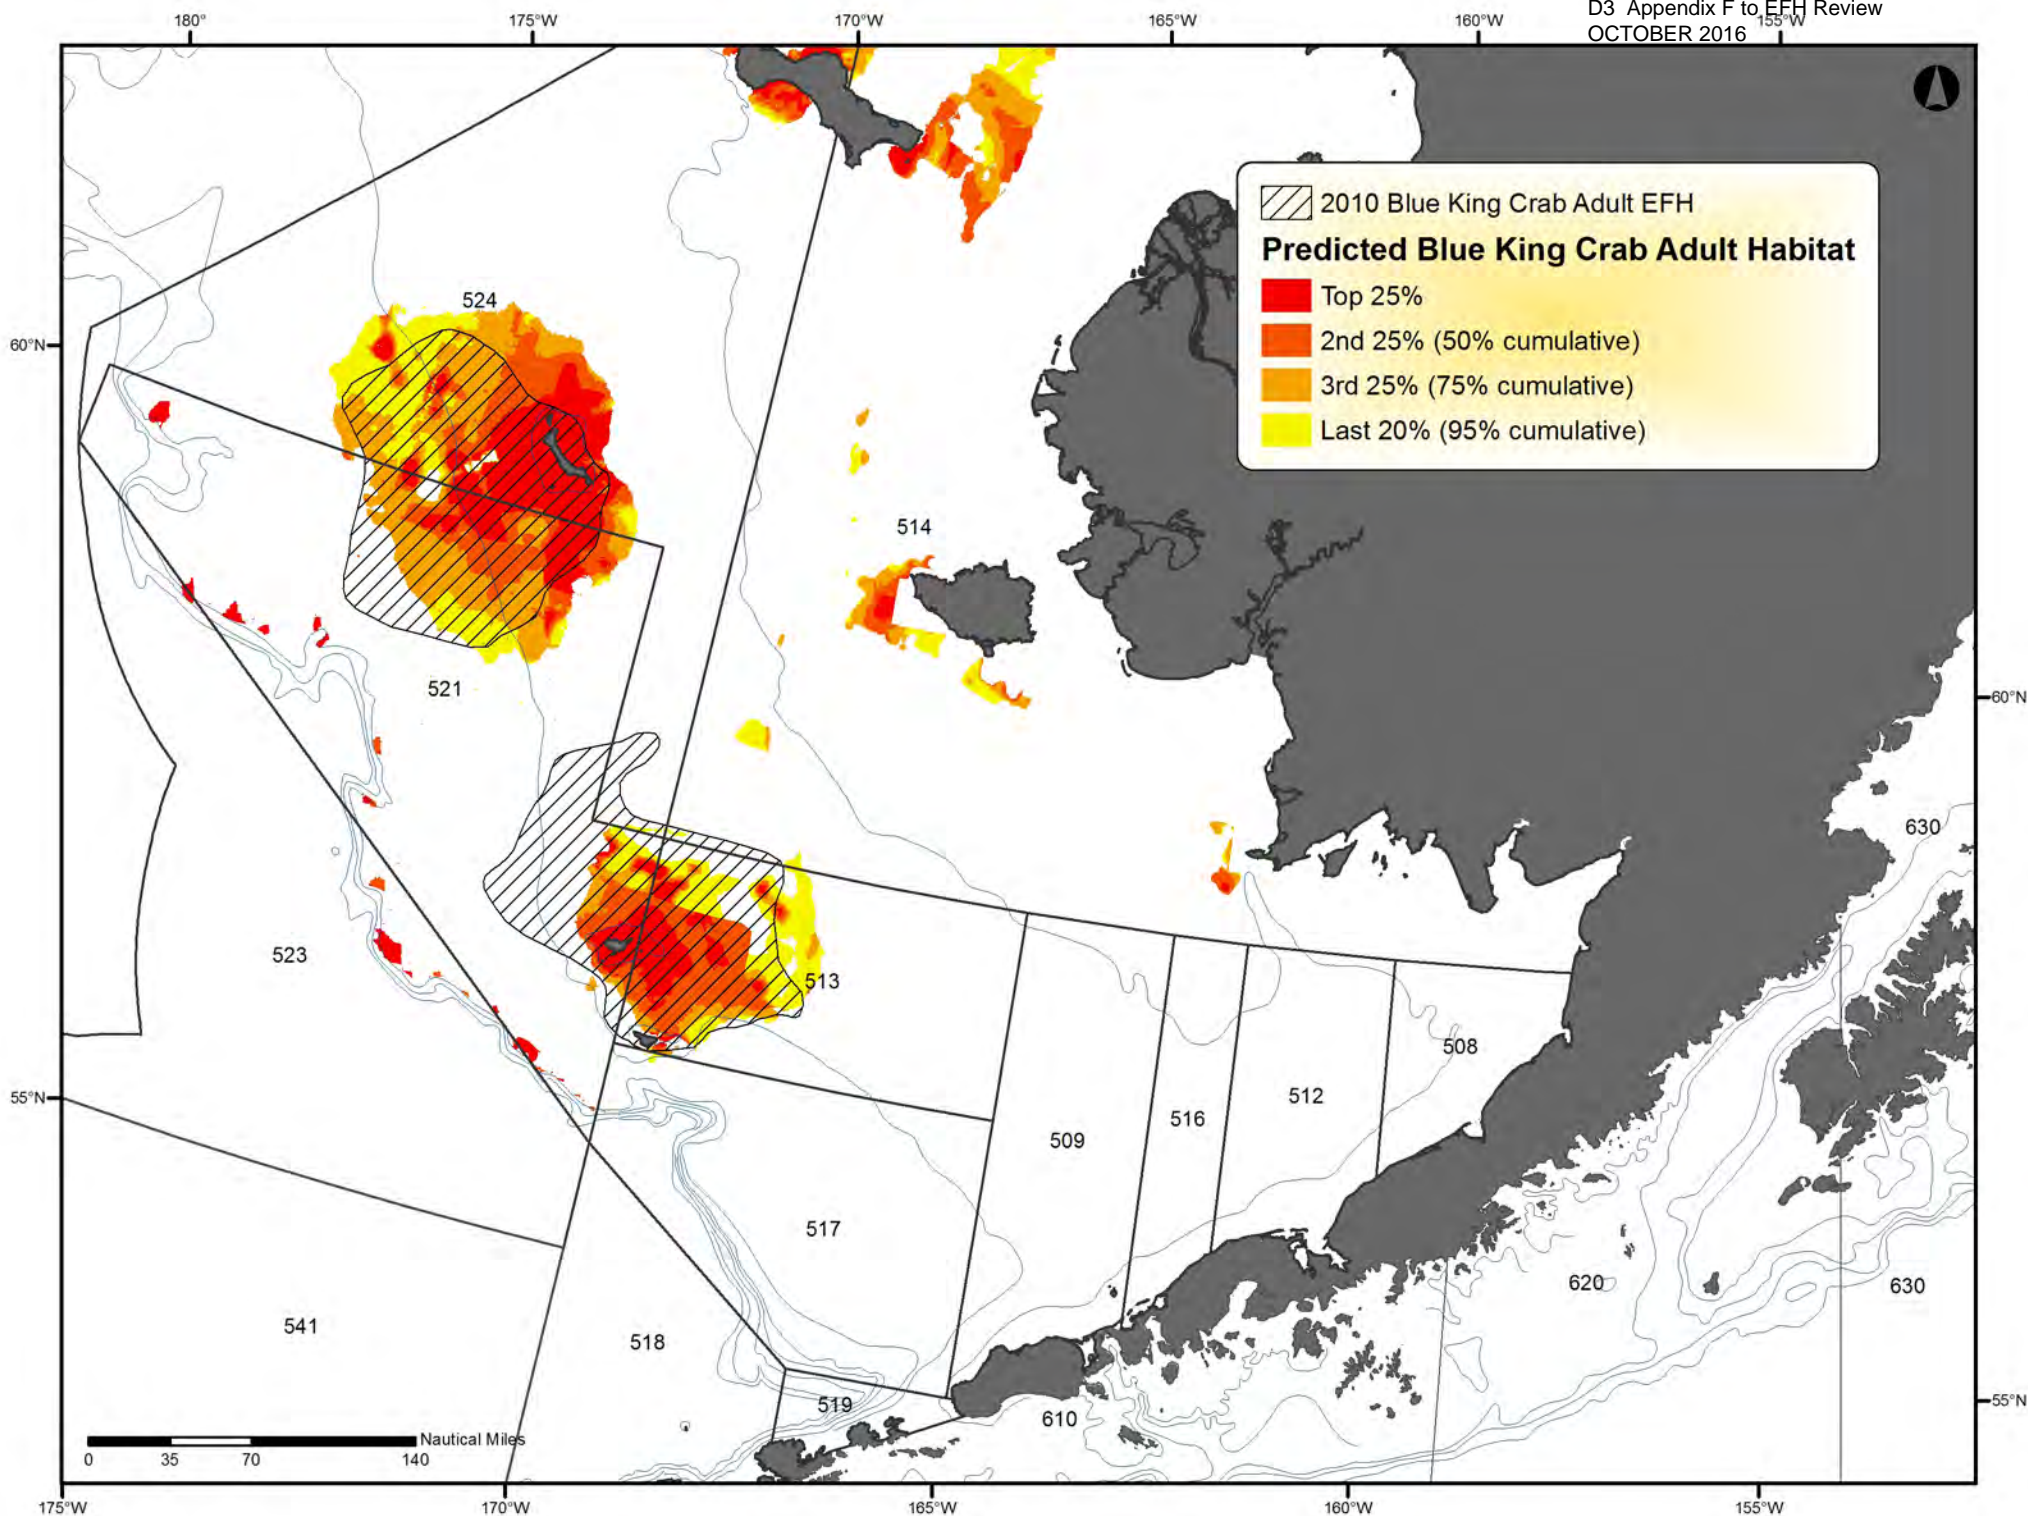 D3 Appendix F to EFH Review
OCTOBER 2016
180°
175°W
170°W
165°W
160°W
155°W
2010 Blue King Crab Adult EFH
Predicted Blue King Crab Adult Habitat
Top 25%
2nd 25% (50% cumulative)
3rd 25% (75% cumulative)
Last 20% (95% cumulative)
524
60°N
514
521
60°N
630
523
513
508
55°N
512
516
509
517
620
630
541
518
519
610
55°N
Nautical Miles
0 35 70 140
175°W
170°W
165°W
160°W
155°W